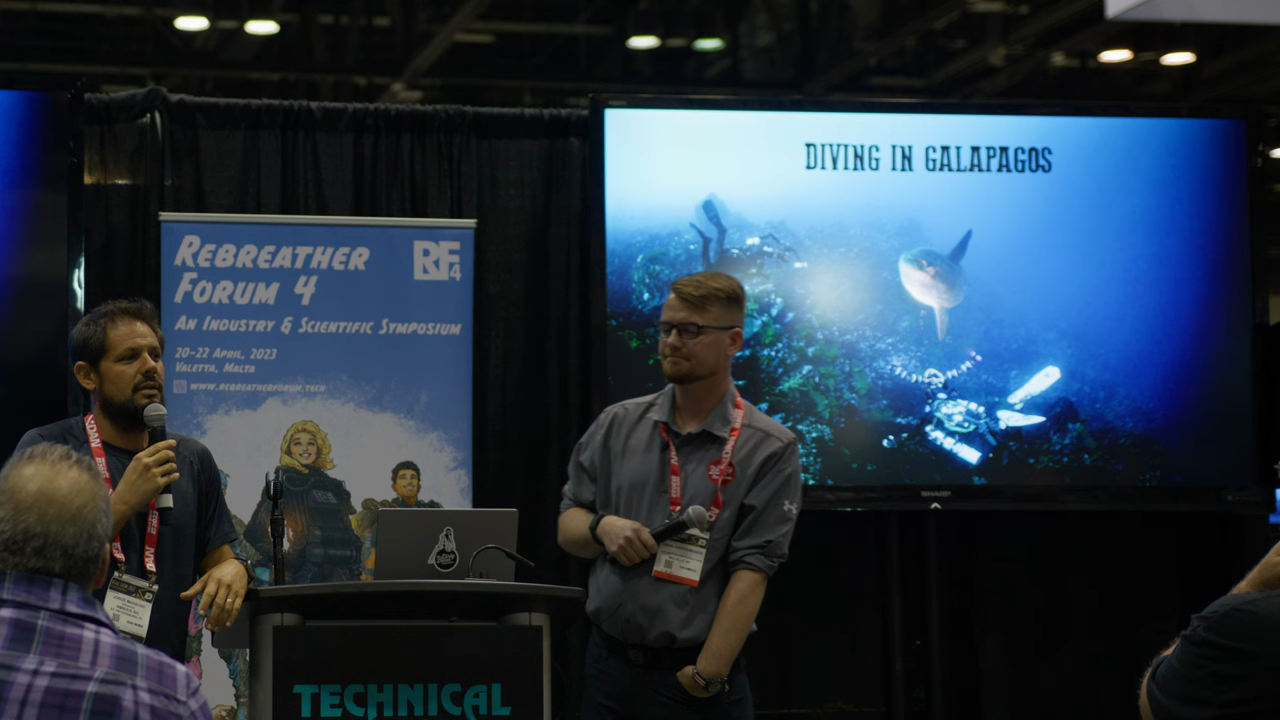 DIVING IN GALAPAGOS
REBREATHER
FORUM 4
RF4
AN INDUSTRY & SCIENTIFIC SYMPOSIUM
20-22 APRIL, 2023
VALETTA, MALTA
WWW.REBREATHERFORUM.TECH
DAN
SHARP
TECHNICAL